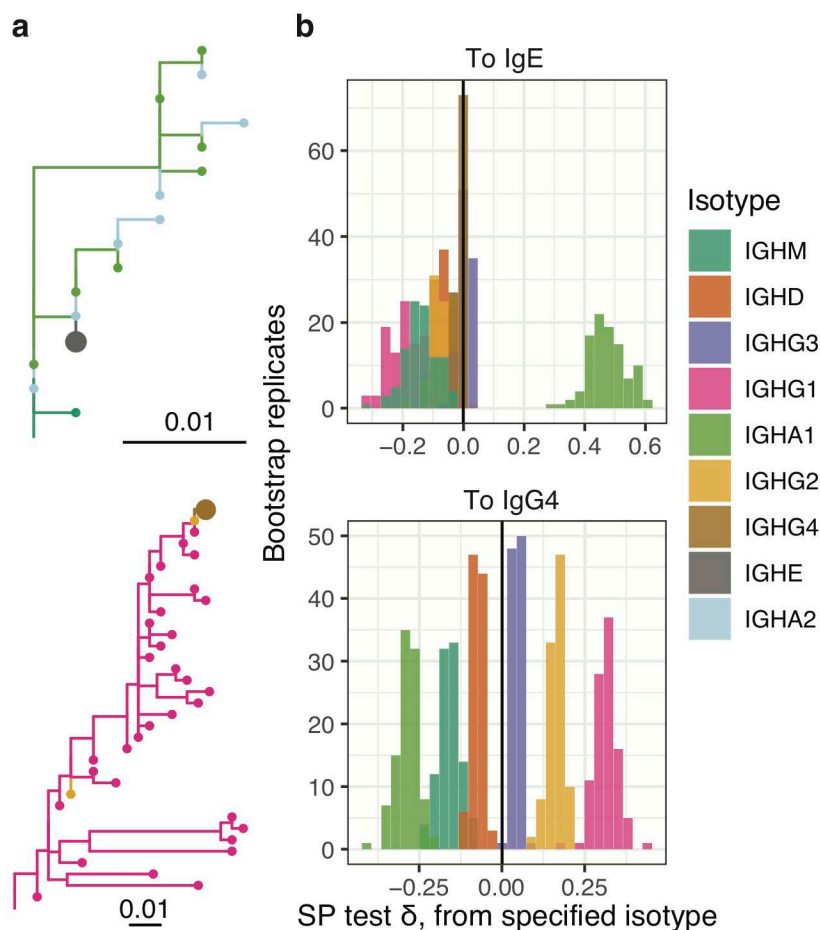 a
b
To IgE
60
40
20
0
−0.2 0.0 0.2 0.4 0.6
0.01
0.01
Bootstrap replicates
To IgG4
50
40
30
20
10
0
−0.25 0.00 0.25
SP test δ, from specified isotype
Isotype
IGHM
IGHD
IGHG3
IGHG1
IGHA1
IGHG2
IGHG4
IGHE
IGHA2